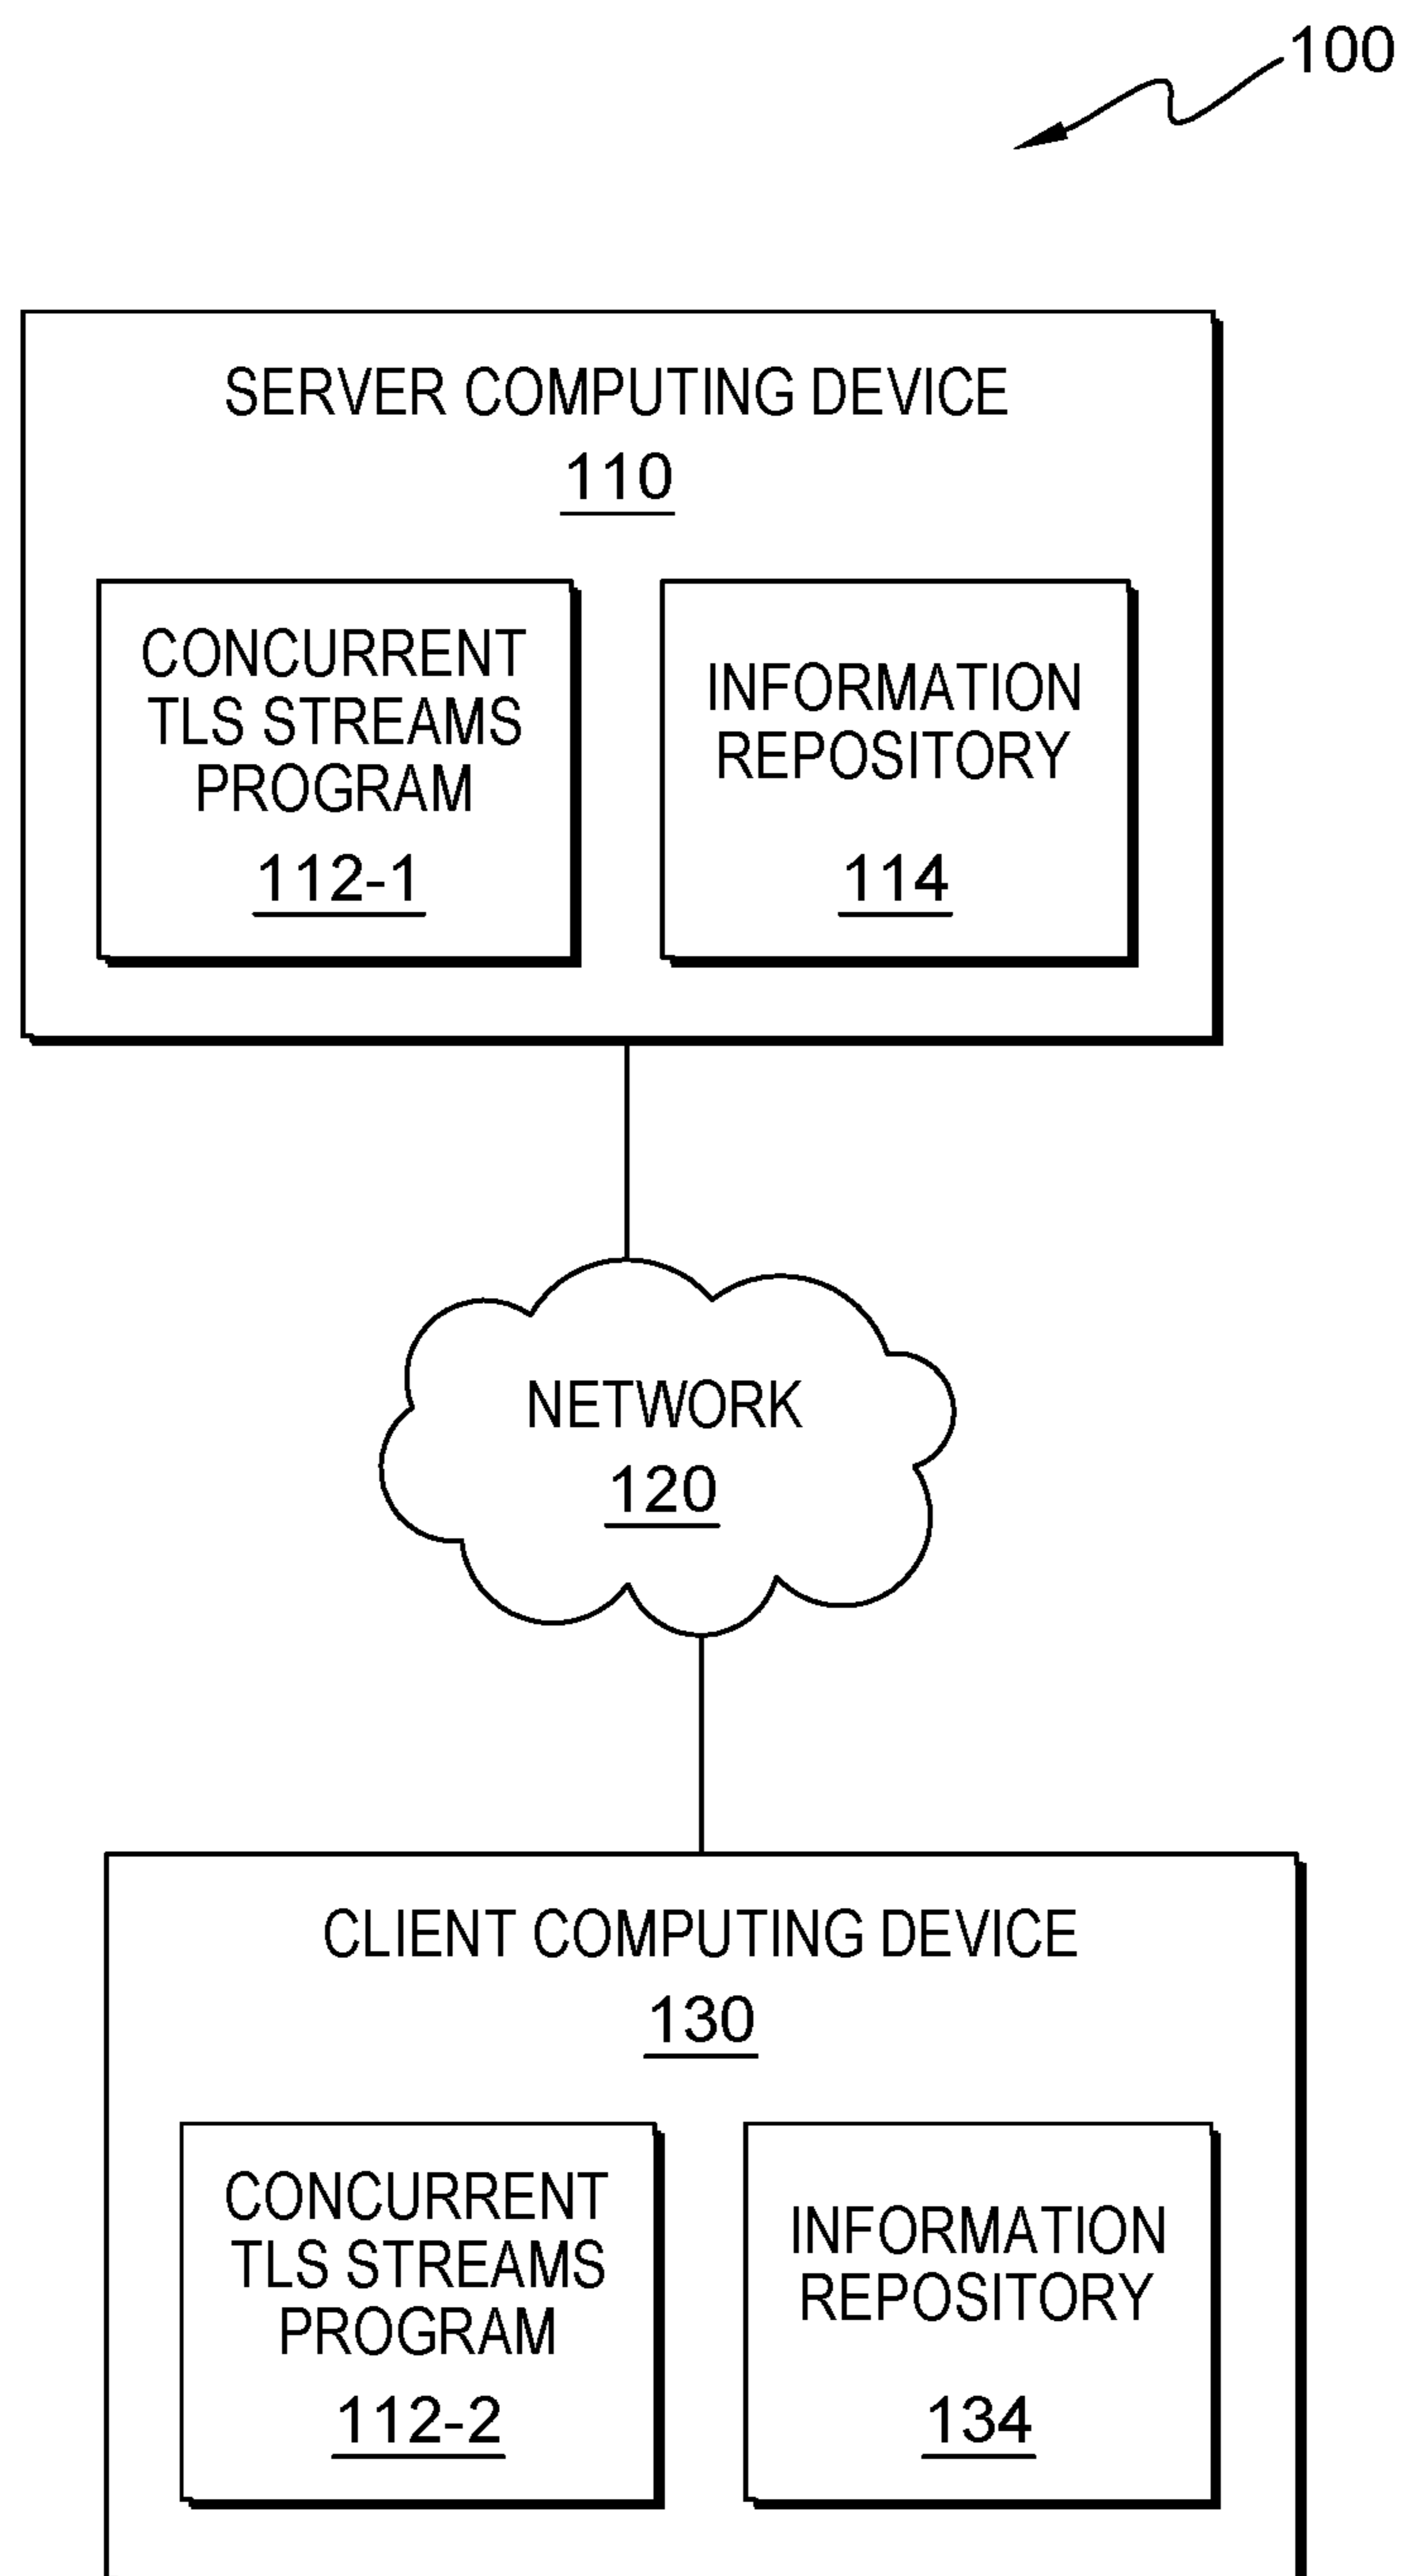 100
SERVER COMPUTING DEVICE
110
CONCURRENT
TLS STREAMS
PROGRAM
112-1
INFORMATION
REPOSITORY
114
NETWORK
120
CLIENT COMPUTING DEVICE
130
CONCURRENT
TLS STREAMS
PROGRAM
112-2
INFORMATION
REPOSITORY
134